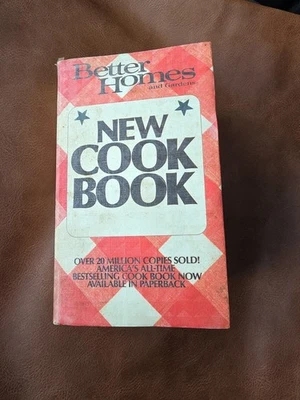 Better
Homes
and Gardens
NEW
COOK
BOOK
OVER 20 MILLION COPIES SOLD!
AMERICA'S ALL-TIME
BESTSELLING COOK BOOK NOW
AVAILABLE IN PAPERBACK